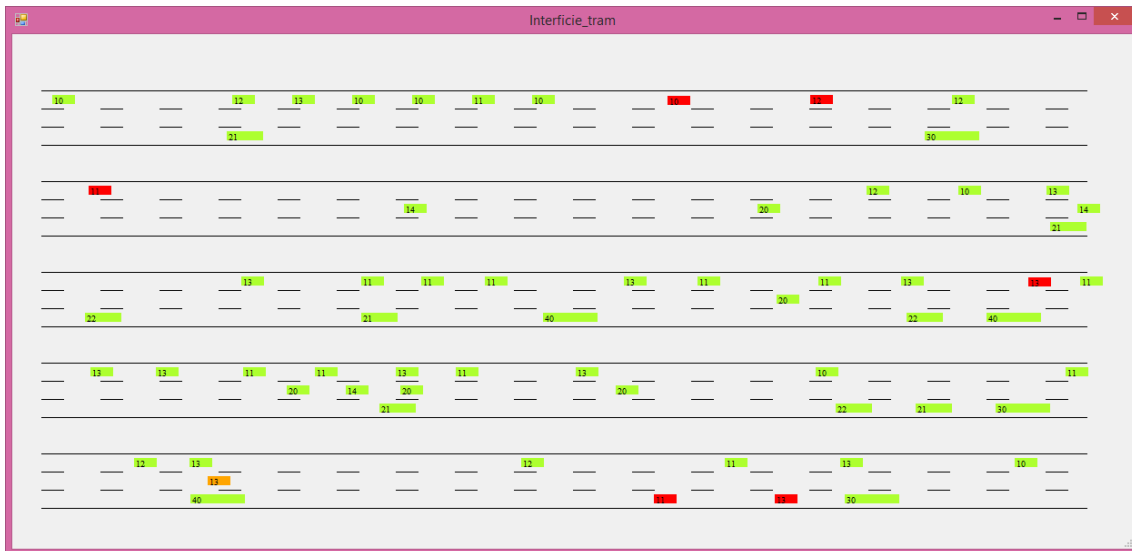 Interficie_tram
10 12 13 10 10 11 10 10 12 12
21 30
11 12 10 13
14 20 14
21
13 11 11 11 13 11 11 13 11
20
22 21 40 22 40
13 13 11 11 13 11 13 10 11
20 14 20 20
21 22 21 30
12 13 12 11 13 10
13
40 11 13 30